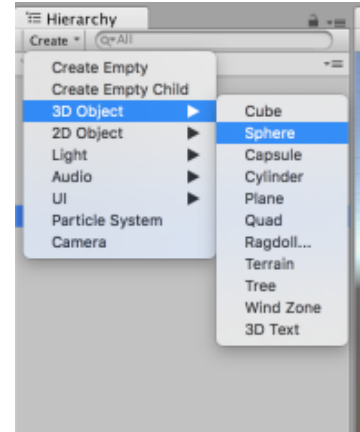 Hierarchy
Create All
Create Empty
Create Empty Child
3D Object
2D Object
Light
Audio
UI
Particle System
Camera
Cube
Sphere
Capsule
Cylinder
Plane
Quad
Ragdoll...
Terrain
Tree
Wind Zone
3D Text